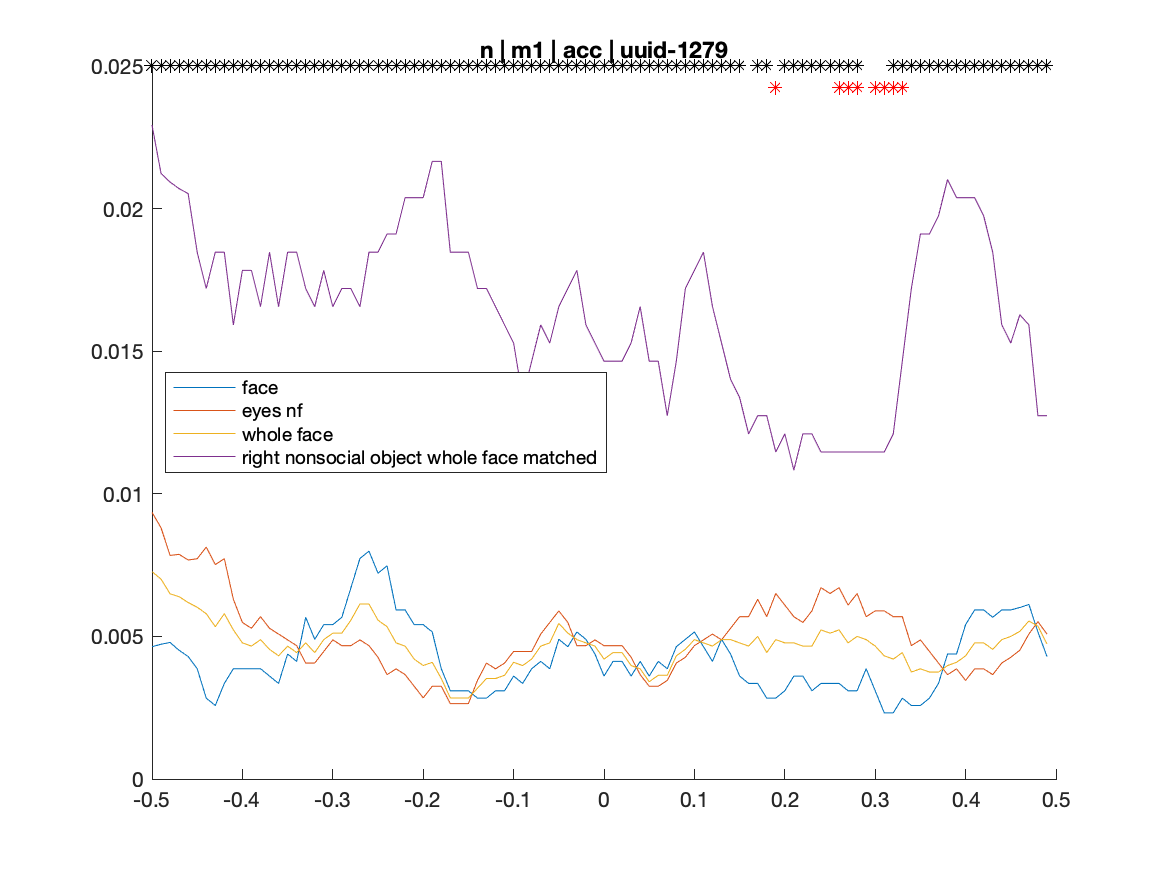 n | m1 | acc | uuid-1279
0.025
0.02
0.015
0.01
0.005
0
face
eyes nf
whole face
right nonsocial object whole face matched
-0.5 -0.4 -0.3 -0.2 -0.1 0 0.1 0.2 0.3 0.4 0.5